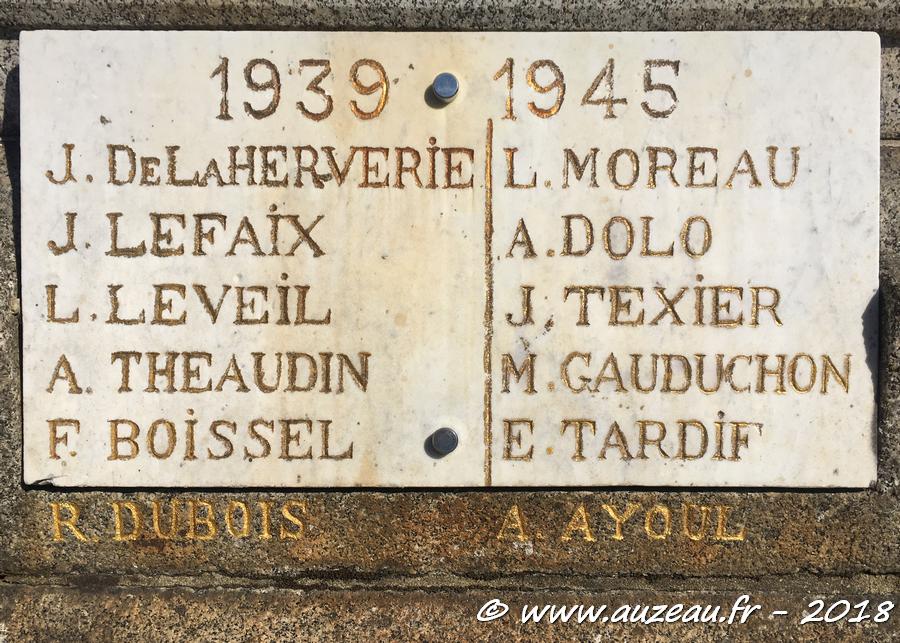 1939 1945
J. DeLaHERVERiE
J. LEFAiX
L. LEVEiL
A. THEAUDIN
F. BOiSSEL
L. MOREAU
A. DOLO
J. TEXiER
M. GAUDUCHON
E. TARDiF
R. DUBOIS
A. AYOUL
© www.auzeau.fr - 2018